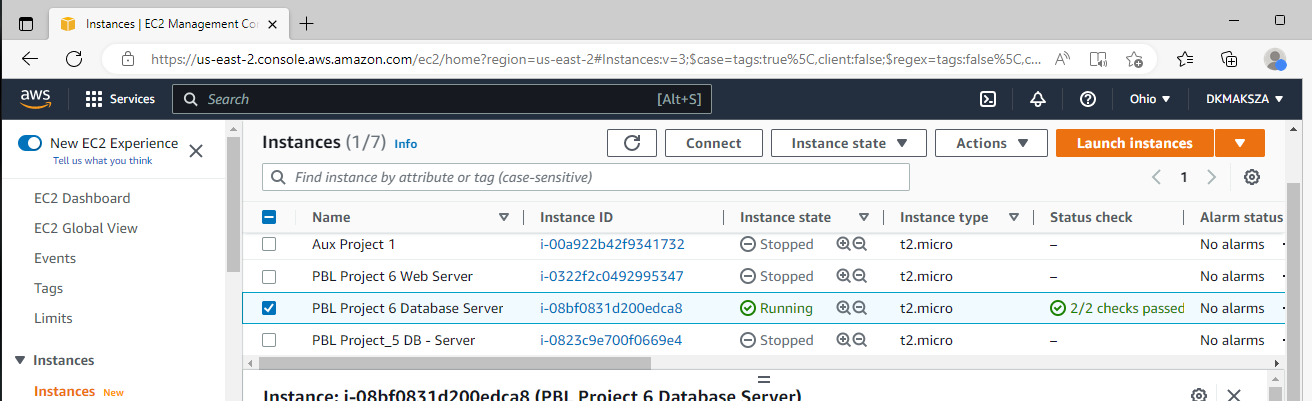 Instances | EC2 Management Co
https://us-east-2.console.aws.amazon.com/ec2/home?region=us-east-2#Instances:v=3;$case=tags:true%5C,client:false;$regex=tags:false%5C,c...
aws Services Search [Alt+S] Ohio DKMAKSZA
New EC2 Experience
Tell us what you think
EC2 Dashboard
EC2 Global View
Events
Tags
Limits
Instances
Instances New
Instances (1/7) Info Connect Instance state Actions Launch instances
Find instance by attribute or tag (case-sensitive) 1
Name Instance ID Instance state Instance type Status check Alarm status
Aux Project 1 i-00a922b42f9341732 Stopped t2.micro – No alarms
PBL Project 6 Web Server i-0322f2c0492995347 Stopped t2.micro – No alarms
PBL Project 6 Database Server i-08bf0831d200edca8 Running t2.micro 2/2 checks passed No alarms
PBL Project_5 DB - Server i-0823c9e700f0669e4 Stopped t2.micro – No alarms
Instance: i-08bf0831d200edca8 (PBL Project 6 Database Server)